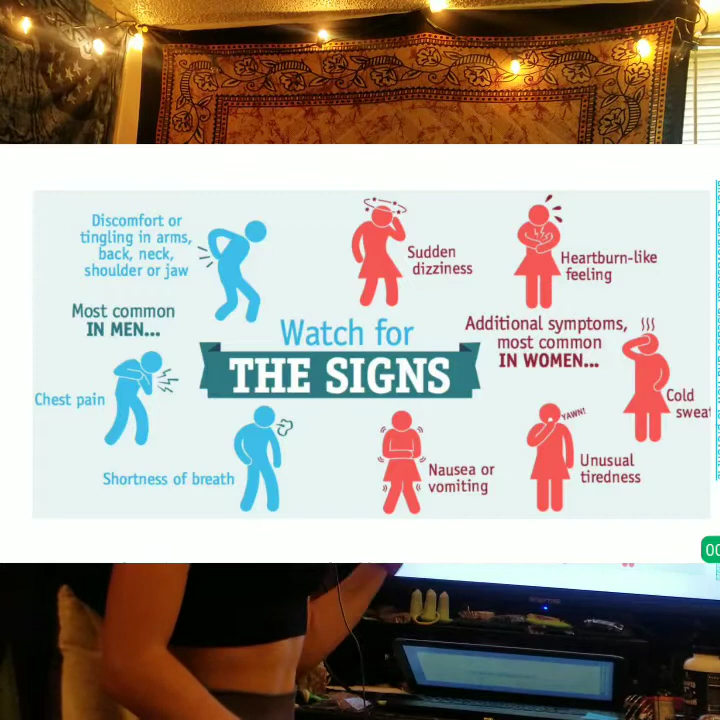 Discomfort or
tingling in arms,
back, neck,
shoulder or jaw
Sudden
dizziness
Heartburn-like
feeling
Most common
IN MEN...
Watch for
THE SIGNS
Additional symptoms,
most common
IN WOMEN...
Chest pain
Cold
sweat
YAWN!
Shortness of breath
Nausea or
vomiting
Unusual
tiredness
00